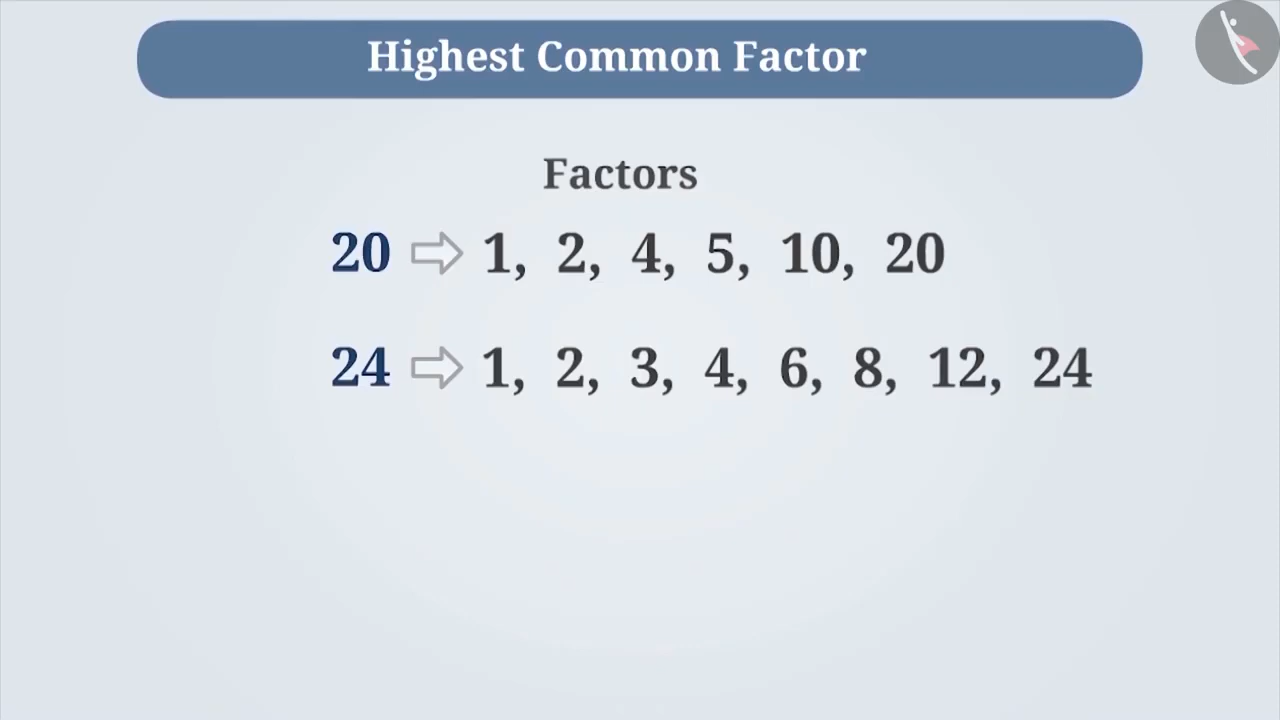 Highest Common Factor
Factors
20 ⇨ 1, 2, 4, 5, 10, 20
24 ⇨ 1, 2, 3, 4, 6, 8, 12, 24